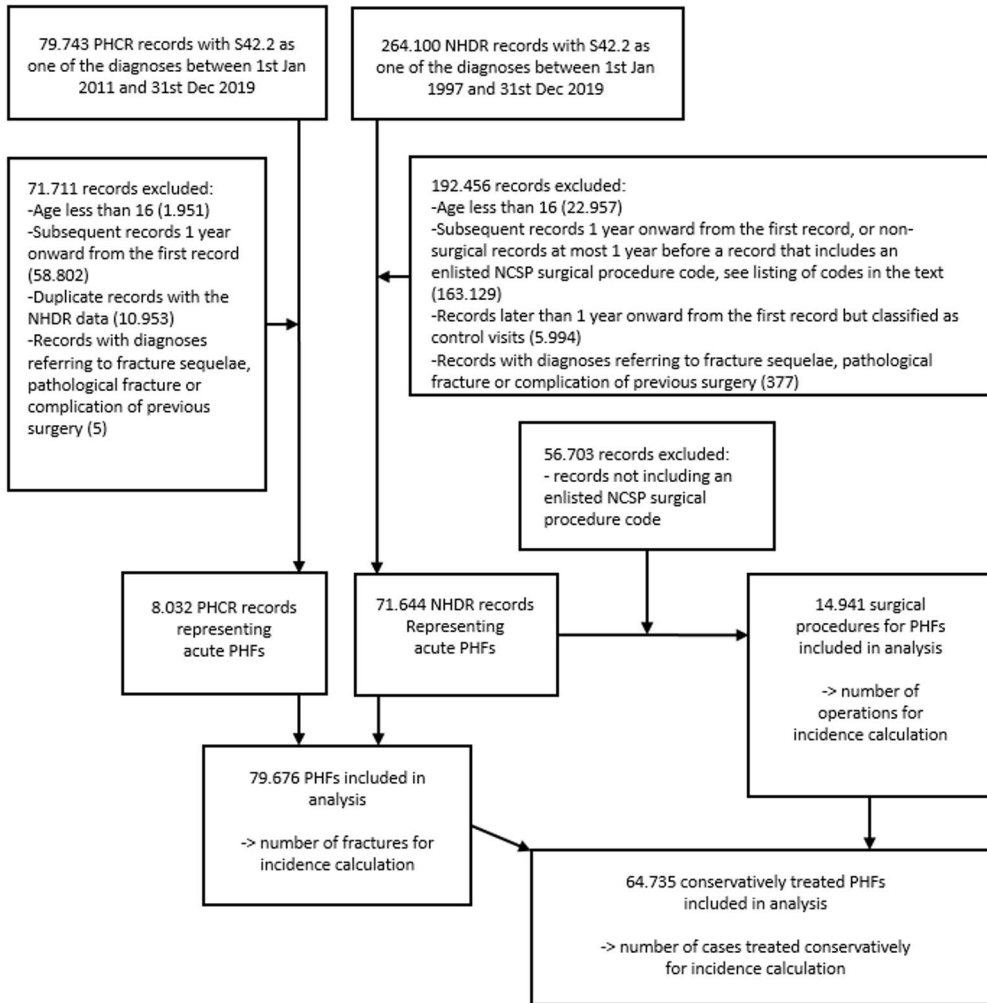 79.743 PHCR records with S42.2 as
one of the diagnoses between 1st Jan
2011 and 31st Dec 2019
264.100 NHDR records with S42.2 as
one of the diagnoses between 1st Jan
1997 and 31st Dec 2019
71.711 records excluded:
-Age less than 16 (1.951)
-Subsequent records 1 year
onward from the first record
(58.802)
-Duplicate records with the
NHDR data (10.953)
-Records with diagnoses
referring to fracture sequelae,
pathological fracture or
complication of previous
surgery (5)
192.456 records excluded:
-Age less than 16 (22.957)
-Subsequent records 1 year onward from the first record, or non-
surgical records at most 1 year before a record that includes an
enlisted NCSP surgical procedure code, see listing of codes in the text
(163.129)
-Records later than 1 year onward from the first record but classified as
control visits (5.994)
-Records with diagnoses referring to fracture sequelae, pathological
fracture or complication of previous surgery (377)
56.703 records excluded:
- records not including an
enlisted NCSP surgical
procedure code
8.032 PHCR records
representing
acute PHFs
71.644 NHDR records
Representing
acute PHFs
14.941 surgical
procedures for PHFs
included in analysis
-> number of
operations for
incidence calculation
79.676 PHFs included in
analysis
-> number of fractures for
incidence calculation
64.735 conservatively treated PHFs
included in analysis
-> number of cases treated conservatively
for incidence calculation